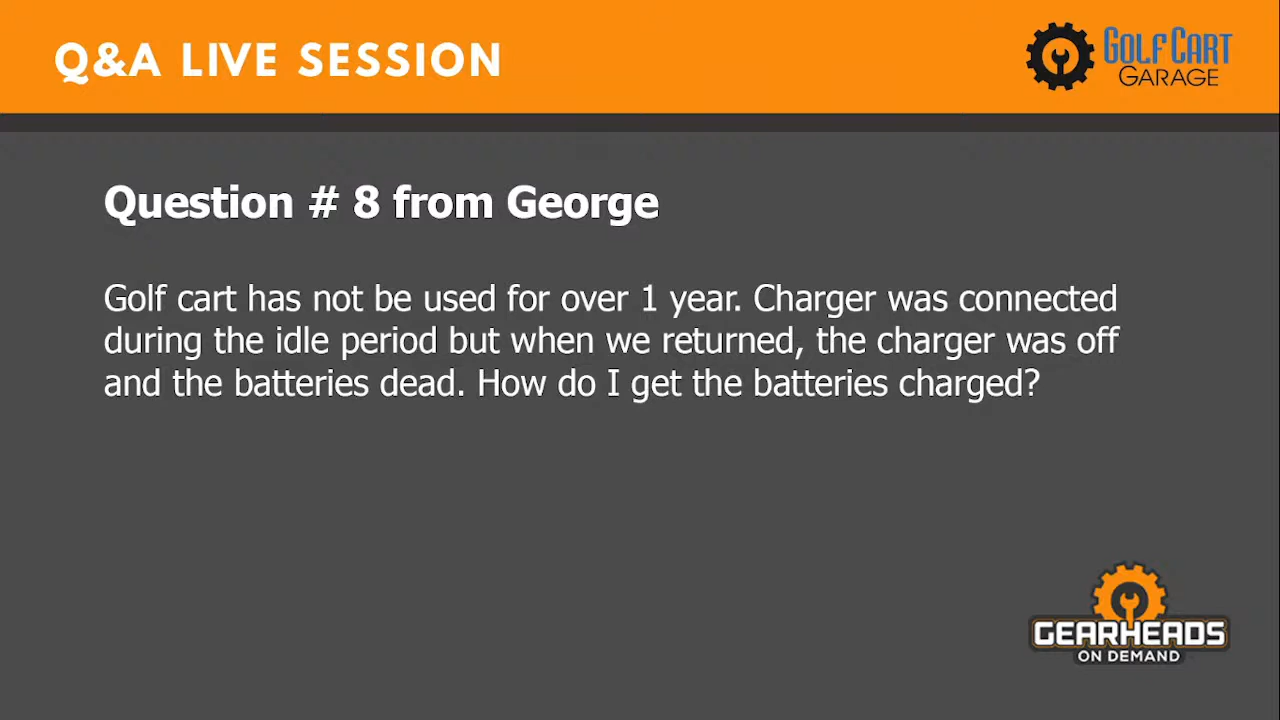 Q&A LIVE SESSION
GOLF CART
GARAGE
Question # 8 from George
Golf cart has not be used for over 1 year. Charger was connected
during the idle period but when we returned, the charger was off
and the batteries dead. How do I get the batteries charged?
GEARHEADS
ON DEMAND